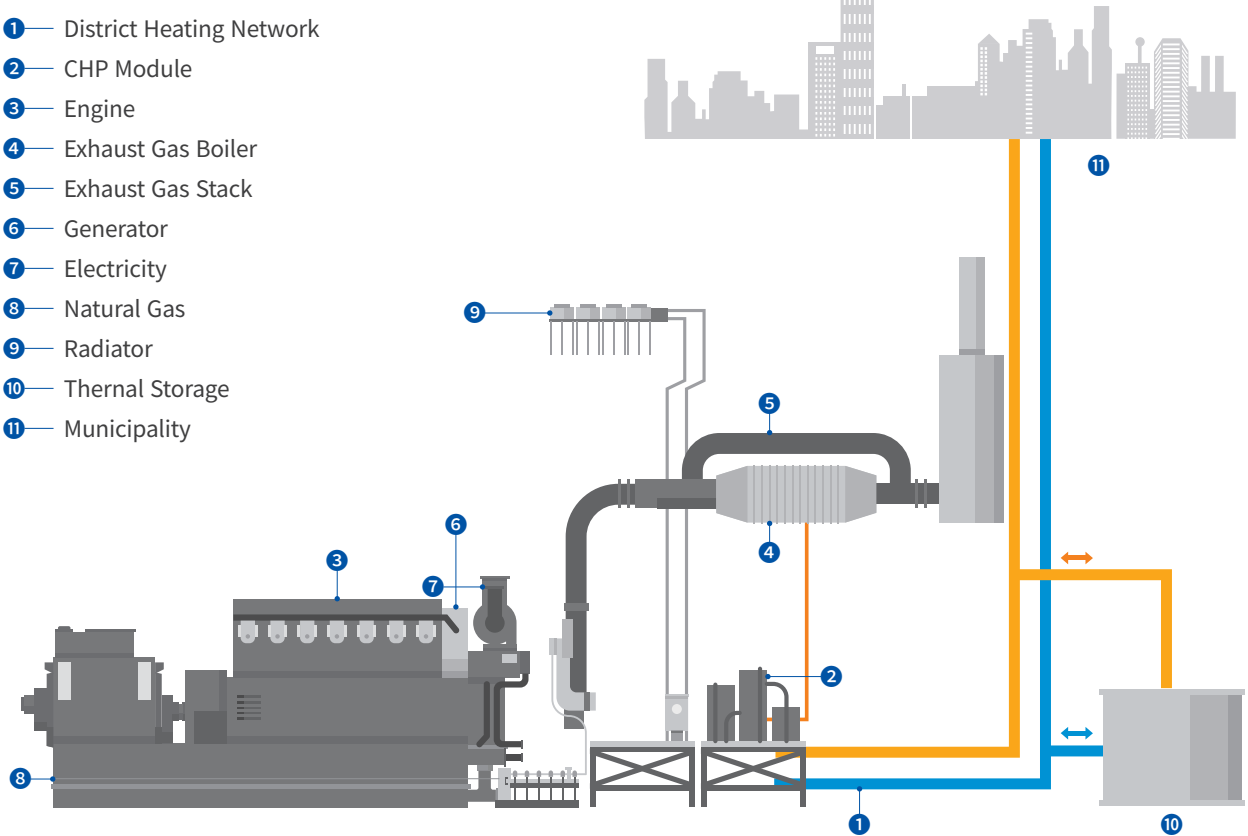 1 District Heating Network
2 CHP Module
3 Engine
4 Exhaust Gas Boiler
5 Exhaust Gas Stack
6 Generator
7 Electricity
8 Natural Gas
9 Radiator
10 Thernal Storage
11 Municipality
11
9
5
4
6
3
7
2
8
1
10